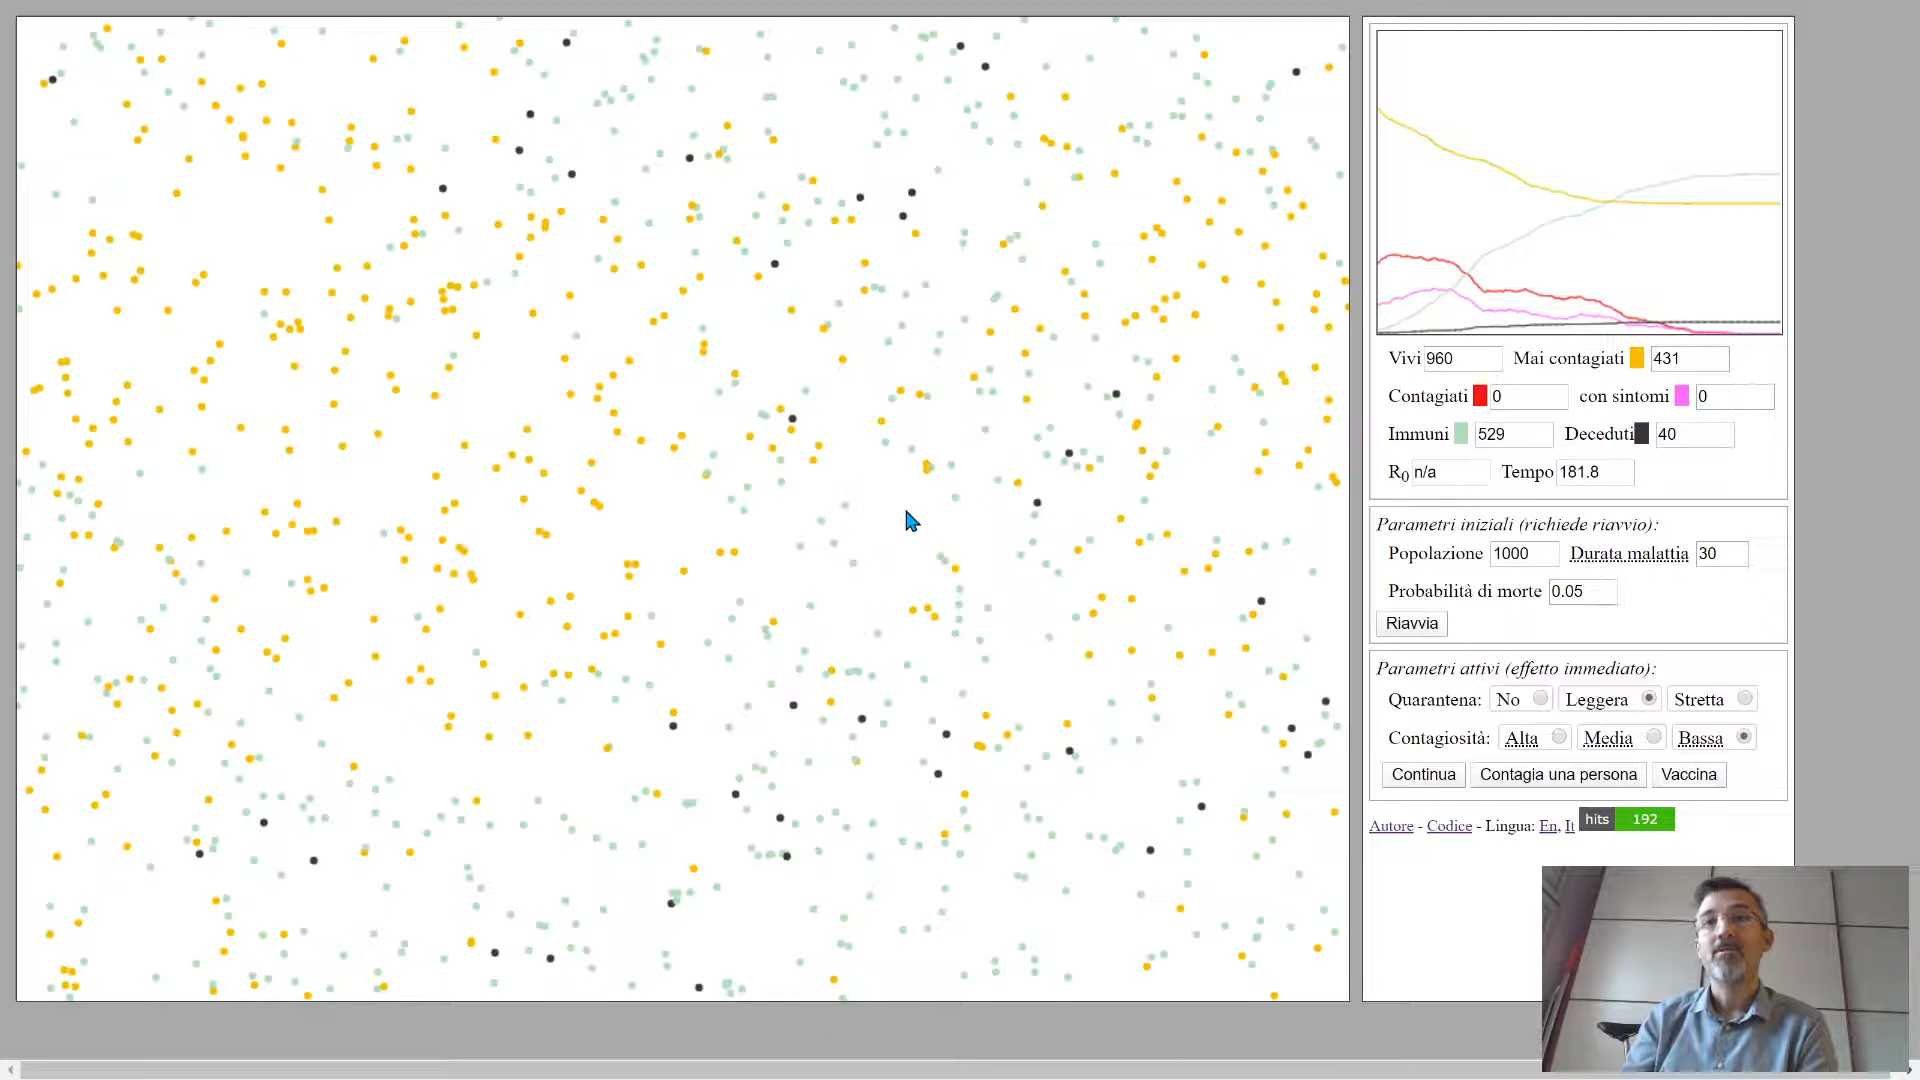 Vivi 960 Mai contagiati 431
Contagiati 0 con sintomi 0
Immuni 529 Deceduti 40
R0 n/a Tempo 181.8
Parametri iniziali (richiede riavvio):
Popolazione 1000 Durata malattia 30
Probabilità di morte 0.05
Riavvia
Parametri attivi (effetto immediato):
Quarantena: No Leggera Stretta
Contagiosità: Alta Media Bassa
Continua Contagia una persona Vaccina
Autore - Codice - Lingua: En, It hits 192